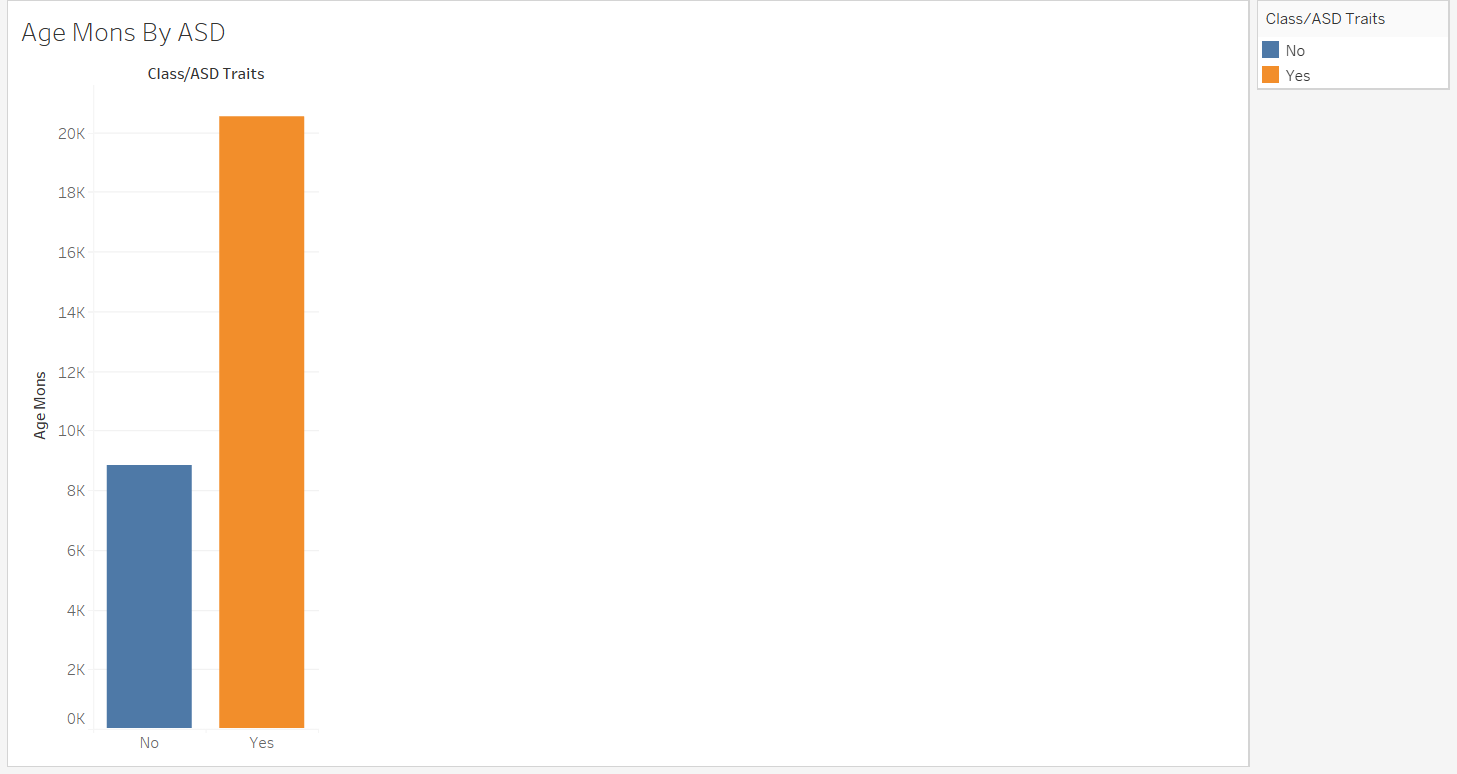 Age Mons By ASD
Class/ASD Traits
20K
18K
16K
14K
12K
10K
8K
6K
4K
2K
0K
Age Mons
No
Yes
Class/ASD Traits
No
Yes